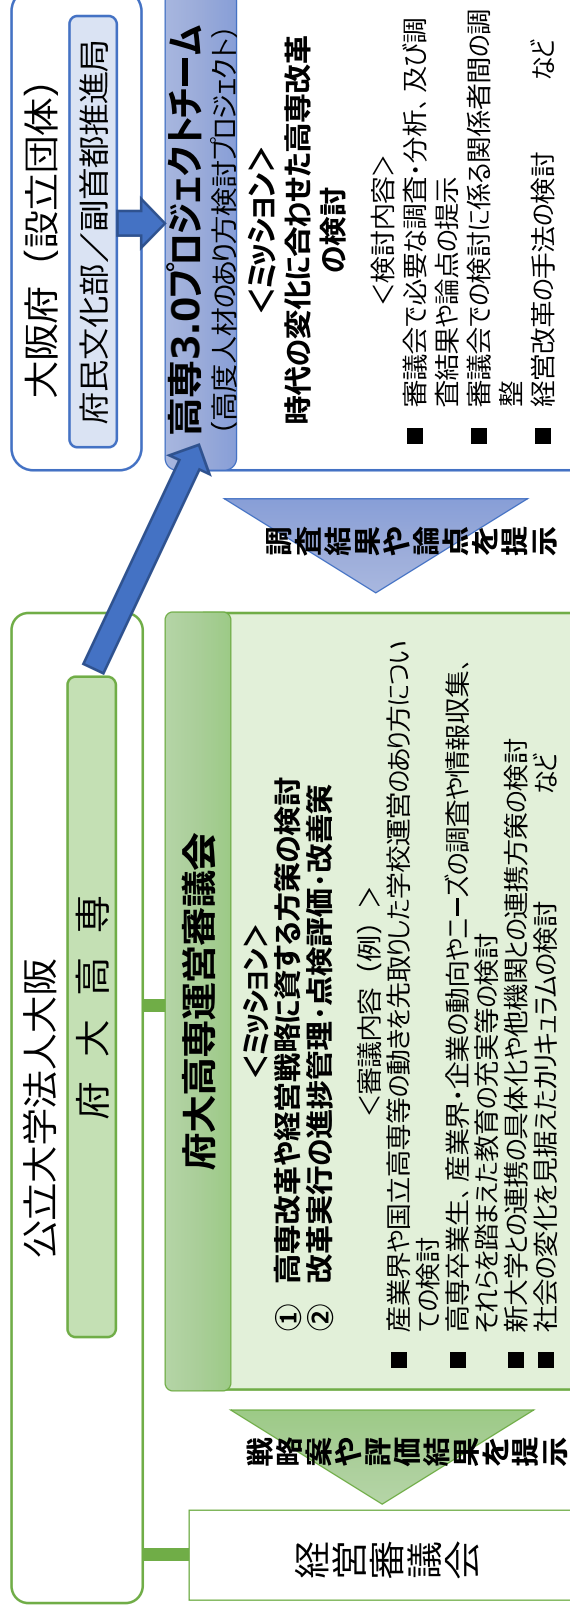 公立大学法人大阪
府 大 高 専
経営審議会
戦略案や評価結果を提示
府大高専運営審議会
＜ミッション＞
① 高専改革や経営戦略に資する方策の検討
② 改革実行の進捗管理・点検評価・改善策
＜審議内容（例）＞
■ 産業界や国立高専等の動きを先取りした学校運営のあり方につい
ての検討
■ 高専卒業生、産業界・企業の動向やニーズの調査や情報収集、
それらを踏まえた教育の充実等の検討
■ 新大学との連携の具体化や他機関との連携方策の検討
■ 社会の変化を見据えたカリキュラムの検討 など
調査結果や論点を提示
大阪府（設立団体）
府民文化部／副首都推進局
高専3.0プロジェクトチーム
（高度人材のあり方検討プロジェクト）
＜ミッション＞
時代の変化に合わせた高専改革
の検討
＜検討内容＞
■ 審議会で必要な調査・分析、及び調
査結果や論点の提示
■ 審議会での検討に係る関係者間の調
整
■ 経営改革の手法の検討 など